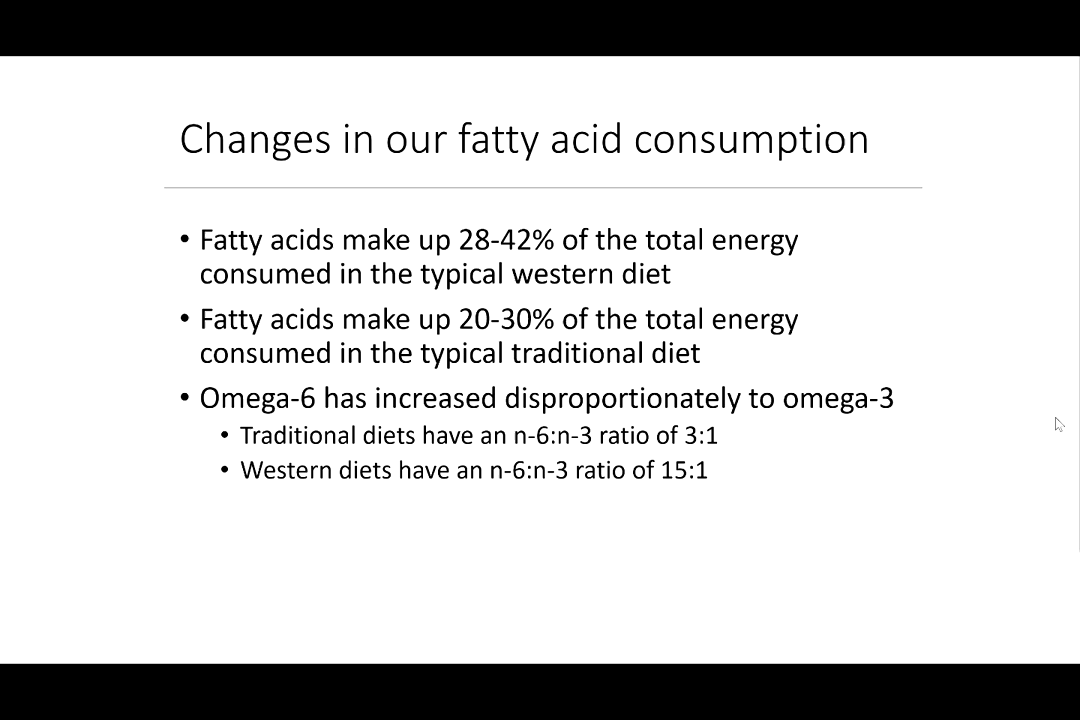 Changes in our fatty acid consumption
• Fatty acids make up 28-42% of the total energy
consumed in the typical western diet
• Fatty acids make up 20-30% of the total energy
consumed in the typical traditional diet
• Omega-6 has increased disproportionately to omega-3
• Traditional diets have an n-6:n-3 ratio of 3:1
• Western diets have an n-6:n-3 ratio of 15:1